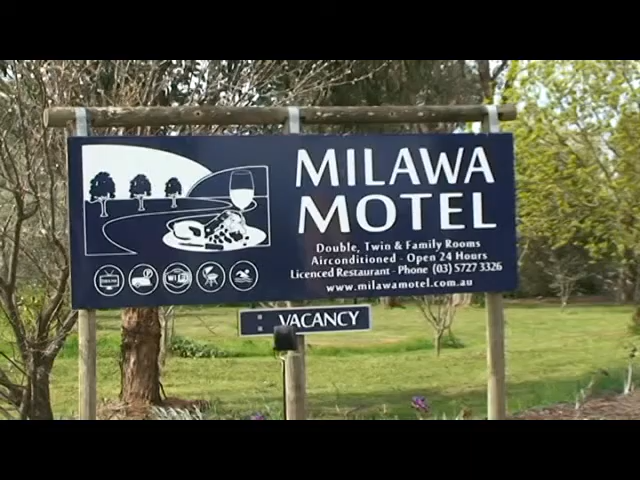 MILAWA
MOTEL
Double, Twin & Family Rooms
Airconditioned - Open 24 Hours
Licenced Restaurant - Phone (03) 5727 3326
www.milawamotel.com.au
WiFi
VACANCY